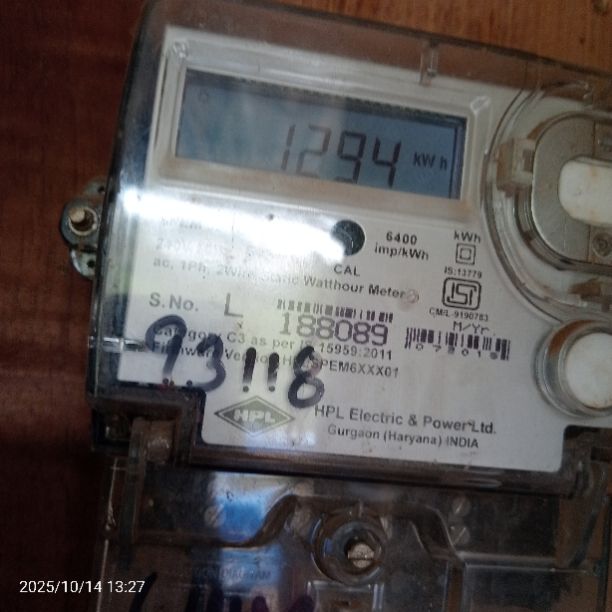 1294 kWh
6400 imp/kWh
kWh
CAL
IS:13779
ac, 1Ph, 2Wire Static Watthour Meter
CM/L-9190783
S.No. L 188089
M/Yr.
Category C3 as per IS 15959:2011
93118
HPL
HPL Electric & Power Ltd.
Gurgaon (Haryana) INDIA
2025/10/14 13:27